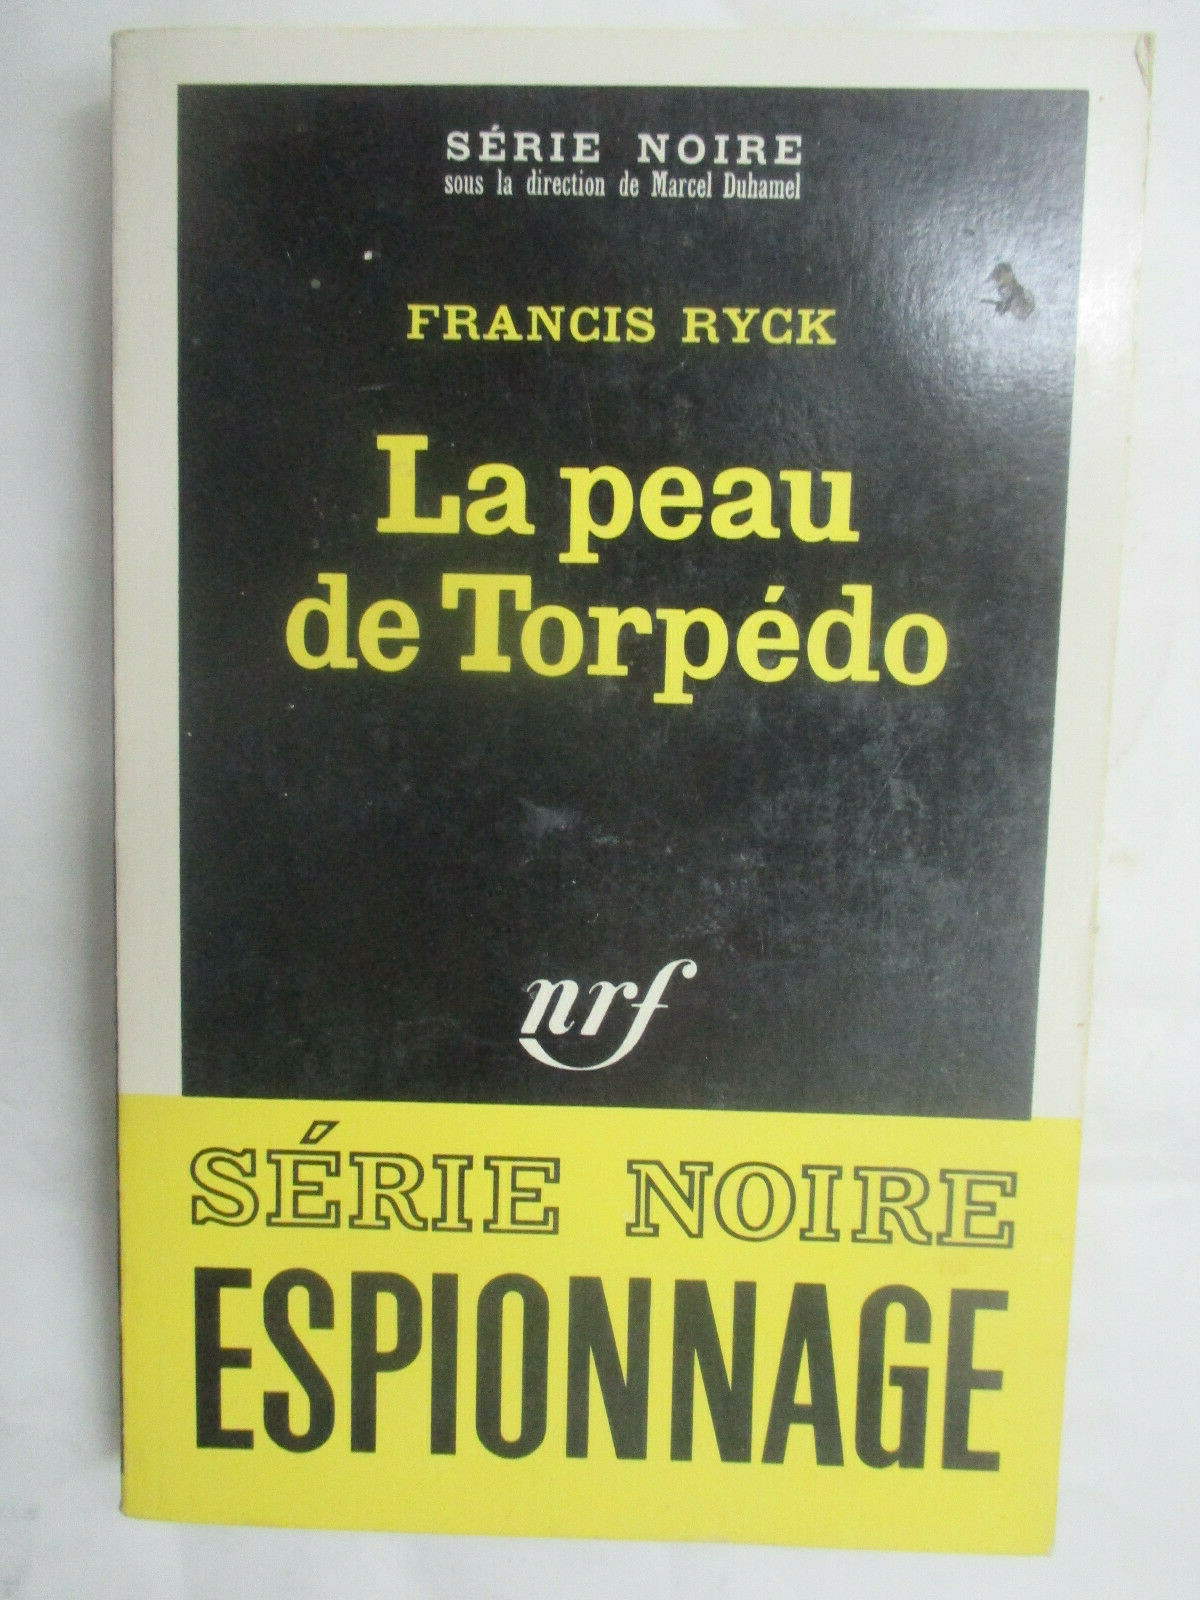 SÉRIE NOIRE
sous la direction de Marcel Duhamel
FRANCIS RYCK
La peau
de Torpédo
nrf
SÉRIE NOIRE
ESPIONNAGE